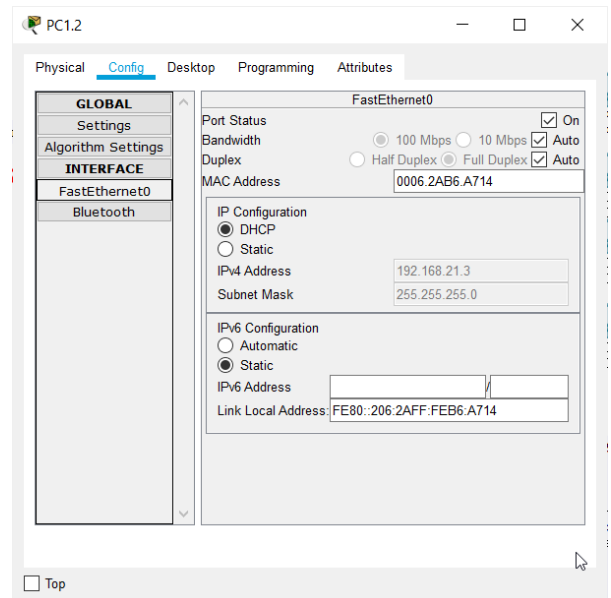 PC1.2
Physical Config Desktop Programming Attributes
GLOBAL
Settings
Algorithm Settings
INTERFACE
FastEthernet0
Bluetooth
FastEthernet0
Port Status On
Bandwidth 100 Mbps 10 Mbps Auto
Duplex Half Duplex Full Duplex Auto
MAC Address 0006.2AB6.A714
IP Configuration
DHCP
Static
IPv4 Address 192.168.21.3
Subnet Mask 255.255.255.0
IPv6 Configuration
Automatic
Static
IPv6 Address /
Link Local Address: FE80::206:2AFF:FEB6:A714
Top